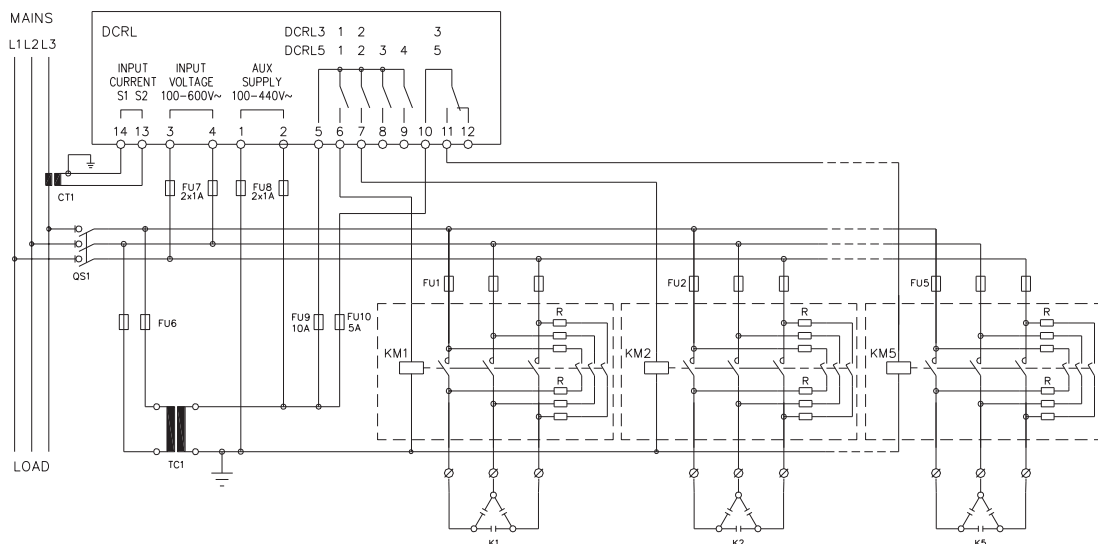 MAINS
L1 L2 L3
DCRL
DCRL3 1 2 3
DCRL5 1 2 3 4 5
INPUT CURRENT
S1 S2
INPUT VOLTAGE
100-600V~
AUX SUPPLY
100-440V~
14 13 3 4 1 2 5 6 7 8 9 10 11 12
CT1
FU7
2x1A
FU8
2x1A
QS1
FU1
FU2
FU5
FU6
FU9
10A
FU10
5A
R
R
R
KM1
KM2
KM5
R
R
R
LOAD
TC1
K1
K2
K5